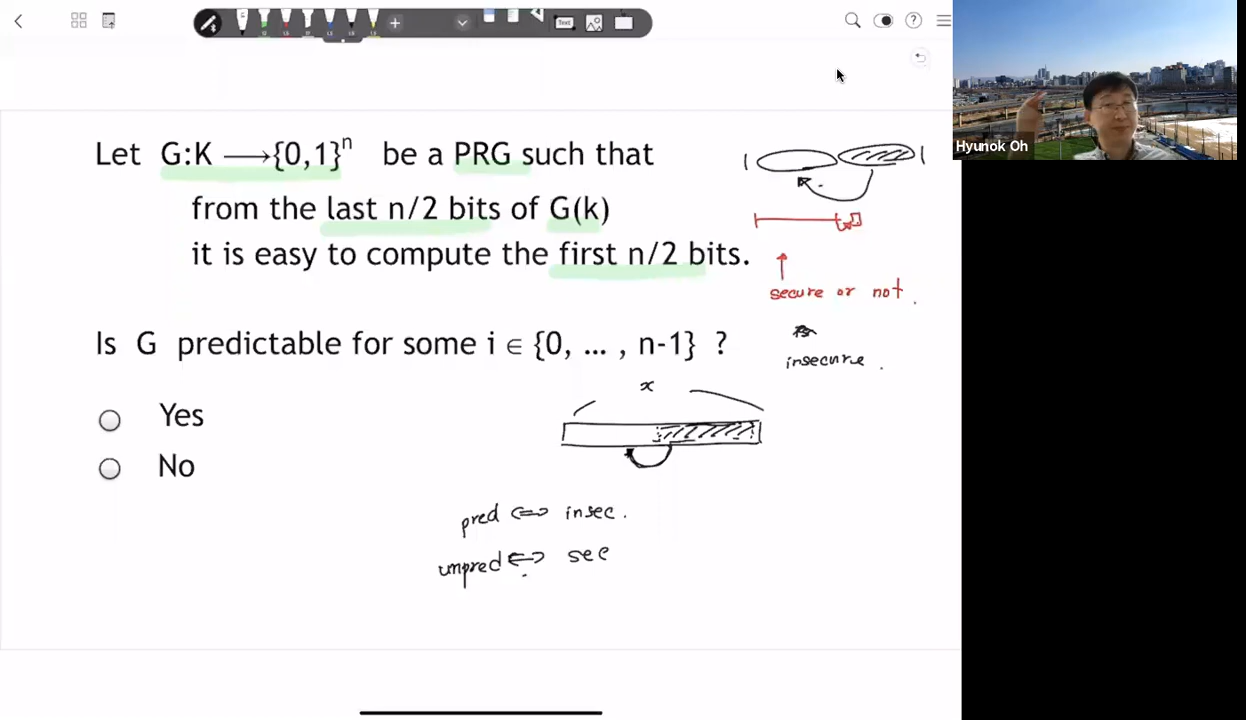 Text
Hyunok Oh
Let G:K ⟶{0,1}ⁿ be a PRG such that
from the last n/2 bits of G(k)
it is easy to compute the first n/2 bits.
secure or not.
insecure.
Is G predictable for some i ∈ {0, … , n-1} ?
x
Yes
No
pred ⟺ insec.
unpred ⟺ sec